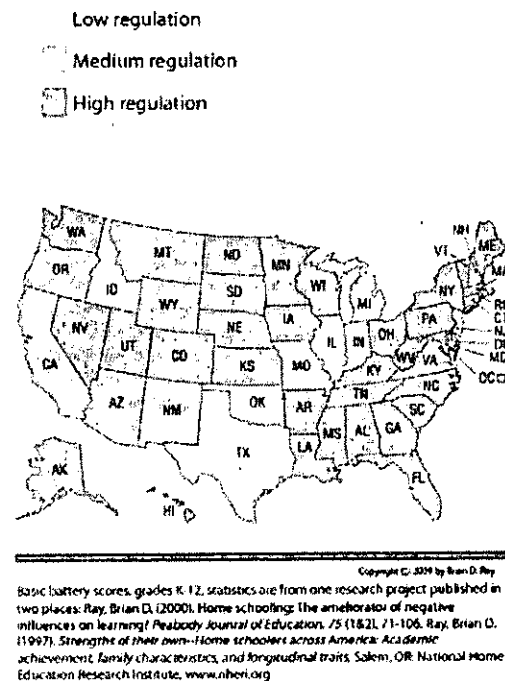 Low regulation
Medium regulation
High regulation
NH
WA
VT
ME
MT
ND
MN
OR
MA
ID
SD
WI
NY
WY
MI
RI
CT
NV
NE
IA
PA
NJ
UT
CO
IL
IN
OH
DE
CA
KS
MO
WV
VA
MD
KY
DC
AZ
NM
OK
AR
TN
NC
SC
TX
LA
MS
AL
GA
AK
HI
FL
Copyright © 2009 by Brian D. Ray
Basic battery scores, grades K-12, statistics are from one research project published in
two places: Ray, Brian D. (2000). Home schooling: The ameliorator of negative
influences on learning? Peabody Journal of Education, 75 (1&2), 71-106. Ray, Brian D.
(1997). Strengths of their own--Home schoolers across America: Academic
achievement, family characteristics, and longitudinal traits, Salem, OR: National Home
Education Research Institute, www.nheri.org